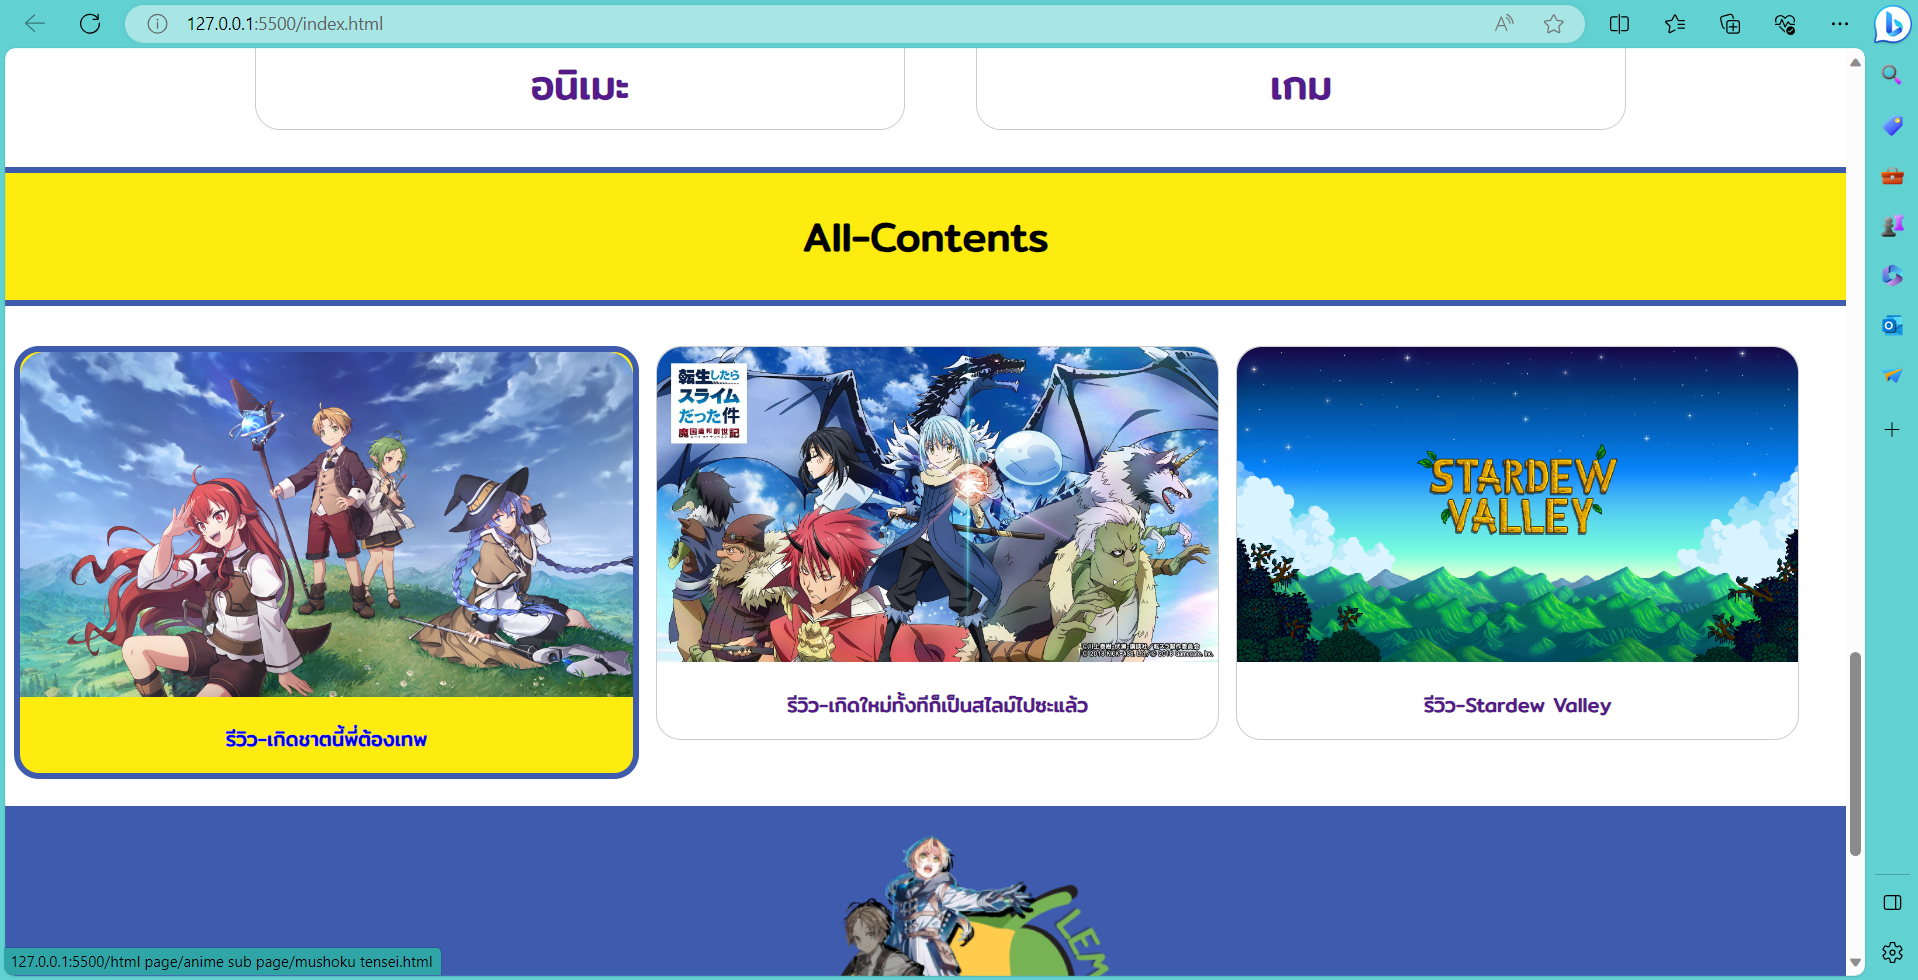 127.0.0.1:5500/index.html
อนิเมะ
เกม
All-Contents
転生したら
スライム
だった件
STARDEW
VALLEY
รีวิว-เกิดชาตินี้พี่ต้องเทพ
รีวิว-เกิดใหม่ทั้งทีก็เป็นสไลม์ไปซะแล้ว
รีวิว-Stardew Valley
LEM
127.0.0.1:5500/html page/anime sub page/mushoku tensei.html